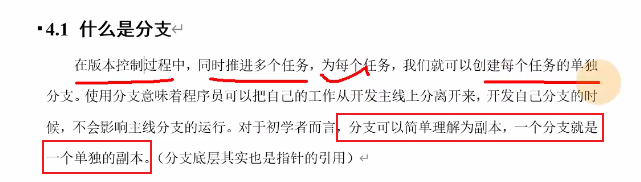 4.1 什么是分支
在版本控制过程中，同时推进多个任务，为每个任务，我们就可以创建每个任务的单独
分支。使用分支意味着程序员可以把自己的工作从开发主线上分离开来，开发自己分支的时
候，不会影响主线分支的运行。对于初学者而言，分支可以简单理解为副本，一个分支就是
一个单独的副本。（分支底层其实也是指针的引用）